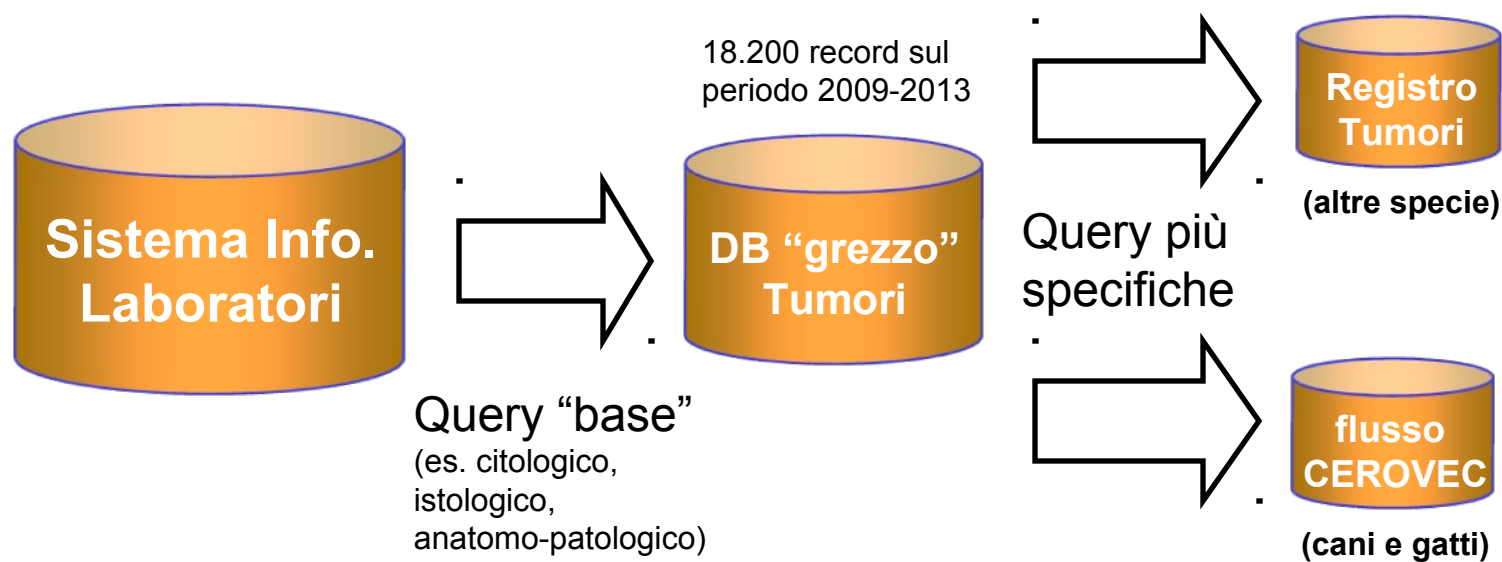 Sistema Info.
Laboratori
Query “base”
(es. citologico,
istologico,
anatomo-patologico)
18.200 record sul
periodo 2009-2013
DB “grezzo”
Tumori
Query più
specifiche
Registro
Tumori
(altre specie)
flusso
CEROVEC
(cani e gatti)